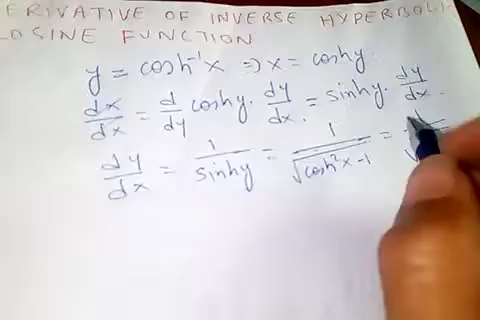 ERIVATIVE OF INVERSE HYPERBOLI
OSINE FUNCTION
y = cosh⁻¹x => x = coshy
dx/dx = d/dy coshy. dy/dx = sinhy. dy/dx.
dy/dx = 1/sinhy = 1/√(cosh²x-1) =